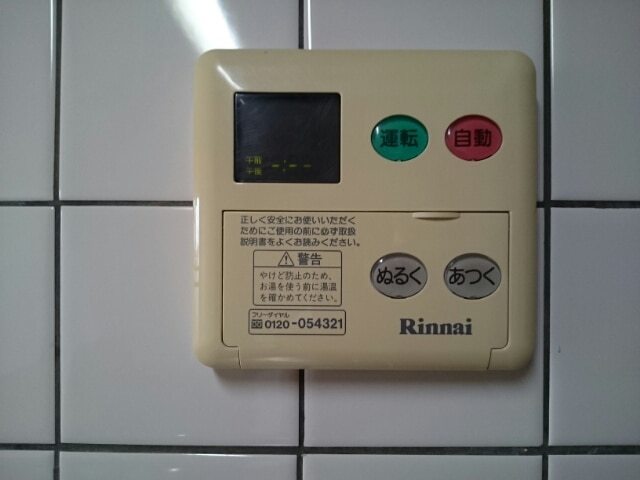 午前
午後 -:--
運転
自動
正しく安全にお使いいただく
ためにご使用の前に必ず取扱
説明書をよくお読みください。
警告
やけど防止のため、
お湯を使う前に湯温
を確かめてください。
フリーダイヤル
0120-054321
ぬるく
あつく
Rinnai